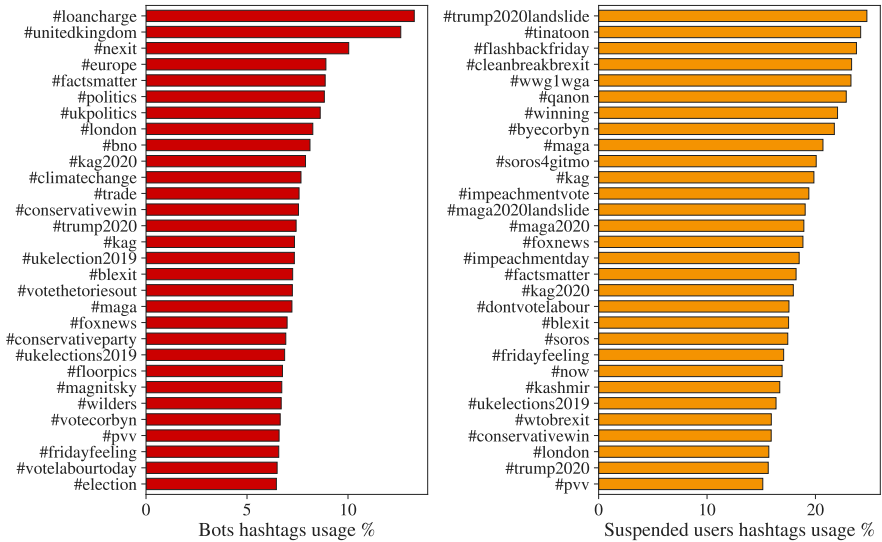 #loancharge
#unitedkingdom
#nexit
#europe
#factsmatter
#politics
#ukpolitics
#london
#bno
#kag2020
#climatechange
#trade
#conservativewin
#trump2020
#kag
#ukelection2019
#blexit
#votethetoriesout
#maga
#foxnews
#conservativeparty
#ukelections2019
#floorpics
#magnitsky
#wilders
#votecorbyn
#pvv
#fridayfeeling
#votelabourtoday
#election
0 5 10
Bots hashtags usage %
#trump2020landslide
#tinatoon
#flashbackfriday
#cleanbreakbrexit
#wwg1wga
#qanon
#winning
#byecorbyn
#maga
#soros4gitmo
#kag
#impeachmentvote
#maga2020landslide
#maga2020
#foxnews
#impeachmentday
#factsmatter
#kag2020
#dontvotelabour
#blexit
#soros
#fridayfeeling
#now
#kashmir
#ukelections2019
#wtobrexit
#conservativewin
#london
#trump2020
#pvv
0 10 20
Suspended users hashtags usage %